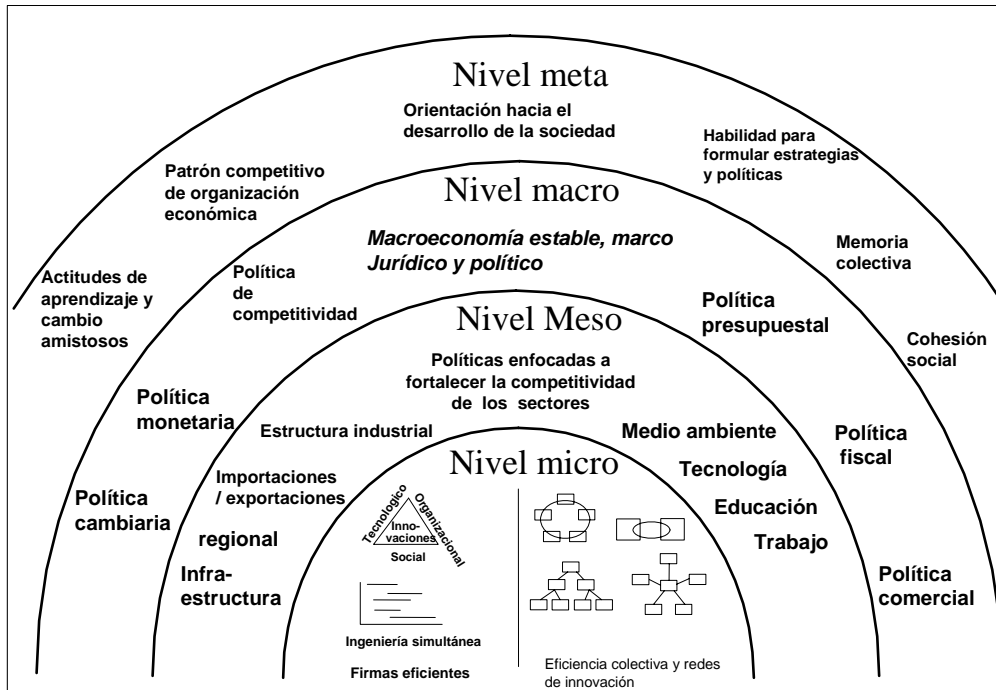 Nivel meta
Orientación hacia el
desarrollo de la sociedad
Habilidad para
formular estrategias
y políticas
Patrón competitivo
de organización
económica
Memoria
colectiva
Actitudes de
aprendizaje y
cambio
amistosos
Cohesión
social
Nivel macro
Macroeconomía estable, marco
Jurídico y político
Política
de
competitividad
Política
presupuestal
Política
monetaria
Política
fiscal
Política
cambiaria
Política
comercial
Nivel Meso
Políticas enfocadas a
fortalecer la competitividad
de los sectores
Estructura industrial
Medio ambiente
Importaciones
/ exportaciones
Tecnología
Educación
regional
Trabajo
Infra-
estructura
Nivel micro
Tecnologico
Organizacional
Inno-
vaciones
Social
Ingeniería simultánea
Firmas eficientes
Eficiencia colectiva y redes
de innovación